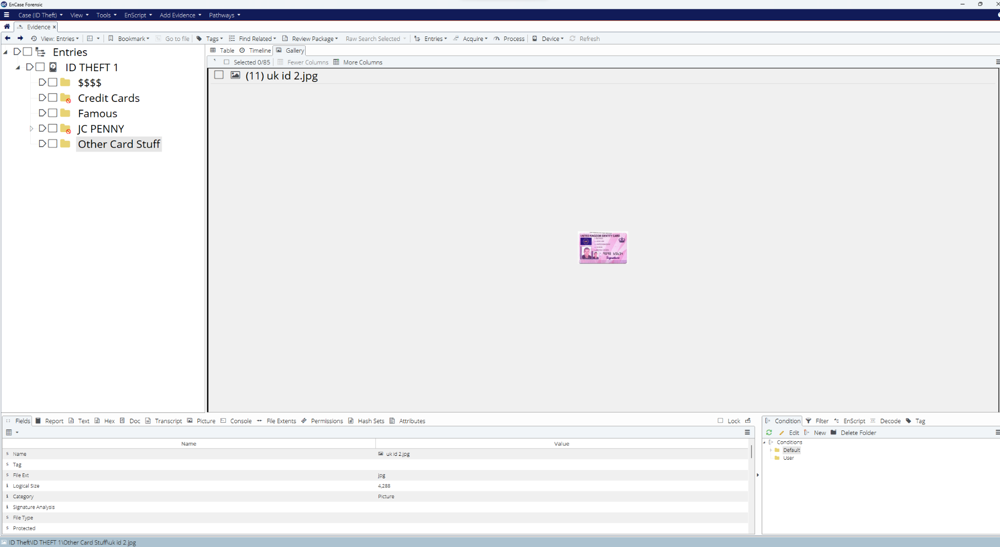 EnCase Forensic
Case (ID Theft) View Tools EnScript Add Evidence Pathways
Evidence
View: Entries Bookmark Go to file Tags Find Related Review Package Raw Search Selected Entries Acquire Process Device Refresh
Entries
ID THEFT 1
$$$$
Credit Cards
Famous
JC PENNY
Other Card Stuff
Table Timeline Gallery
Selected 0/85 Fewer Columns More Columns
(11) uk id 2.jpg
UNITED KINGDOM IDENTITY CARD
UK
Signature
Fields Report Text Hex Doc Transcript Picture Console File Extents Permissions Hash Sets Attributes Lock
Name Value
Name uk id 2.jpg
Tag
File Ext jpg
Logical Size 4,288
Category Picture
Signature Analysis
File Type
Protected
Condition Filter EnScript Decode Tag
Edit New Delete Folder
Conditions
Default
User
ID Theft\ID THEFT 1\Other Card Stuff\uk id 2.jpg